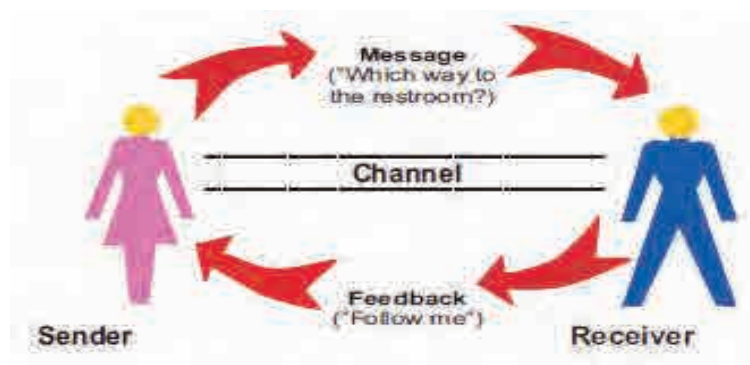 Message
("Which way to
the restroom?)
Channel
Feedback
("Follow me")
Sender
Receiver